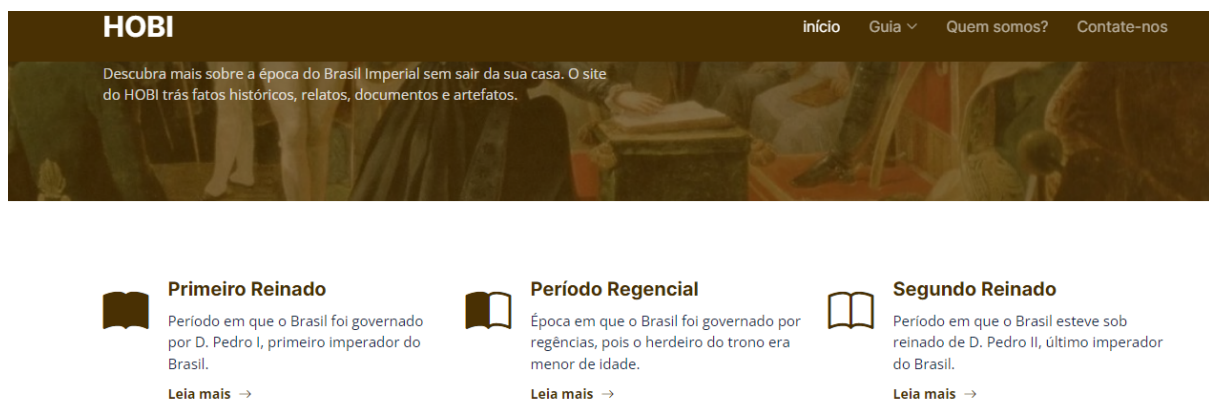 HOBI
início Guia Quem somos? Contate-nos
Descubra mais sobre a época do Brasil Imperial sem sair da sua casa. O site
do HOBI trás fatos históricos, relatos, documentos e artefatos.
Primeiro Reinado
Período em que o Brasil foi governado
por D. Pedro I, primeiro imperador do
Brasil.
Leia mais →
Período Regencial
Época em que o Brasil foi governado por
regências, pois o herdeiro do trono era
menor de idade.
Leia mais →
Segundo Reinado
Período em que o Brasil esteve sob
reinado de D. Pedro II, último imperador
do Brasil.
Leia mais →